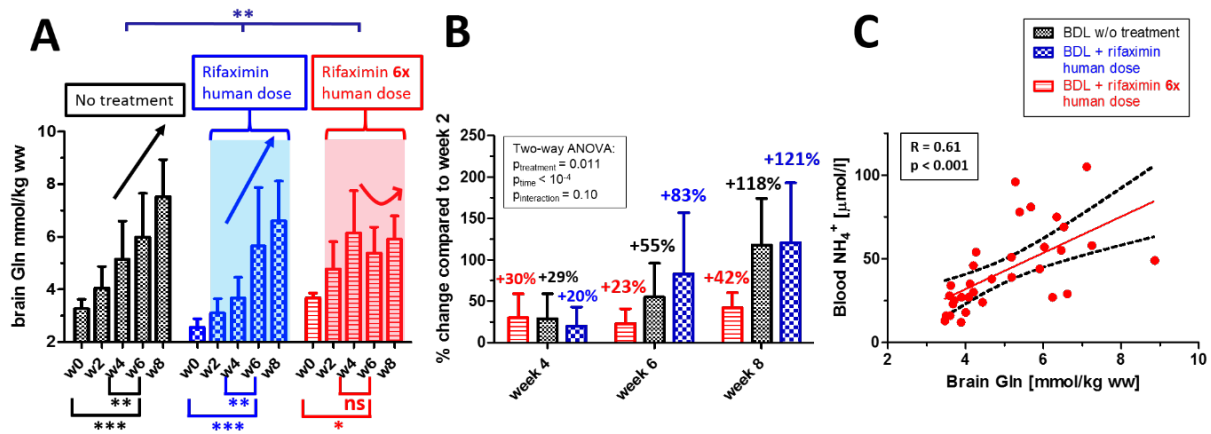 A
**
No treatment
Rifaximin
human dose
Rifaximin 6x
human dose
brain Gln mmol/kg ww
10
8
6
4
2
w0
w2
w4
w6
w8
w0
w2
w4
w6
w8
w0
w2
w4
w6
w8
**
***
**
***
ns
*
B
% change compared to week 2
250
200
150
100
50
0
Two-way ANOVA:
p_treatment = 0.011
p_time < 10⁻⁴
p_interaction = 0.10
+30%
+29%
+20%
+23%
+55%
+83%
+42%
+118%
+121%
week 4
week 6
week 8
C
BDL w/o treatment
BDL + rifaximin
human dose
BDL + rifaximin 6x
human dose
R = 0.61
p < 0.001
Blood NH₄⁺ [µmol/l]
100
50
0
2
4
6
8
10
Brain Gln [mmol/kg ww]